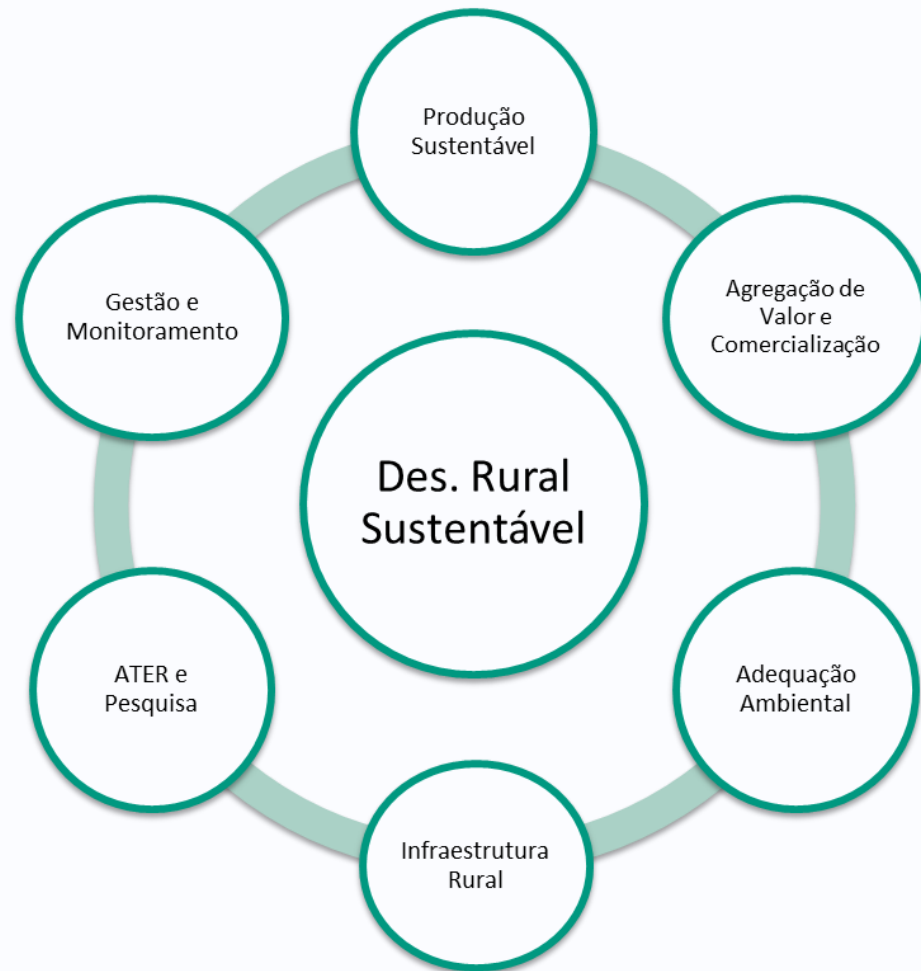 Produção
Sustentável
Agregação de
Valor e
Comercialização
Adequação
Ambiental
Infraestrutura
Rural
ATER e
Pesquisa
Gestão e
Monitoramento
Des. Rural
Sustentável